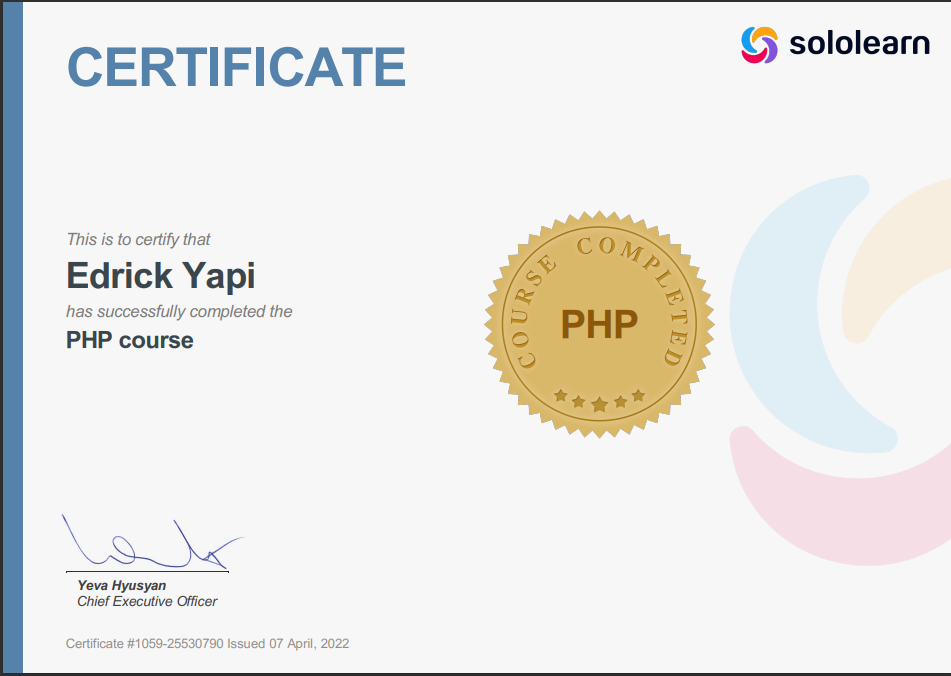 CERTIFICATE
sololearn
This is to certify that
Edrick Yapi
has successfully completed the
PHP course
COURSE COMPLETED
PHP
Yeva Hyusyan
Chief Executive Officer
Certificate #1059-25530790 Issued 07 April, 2022